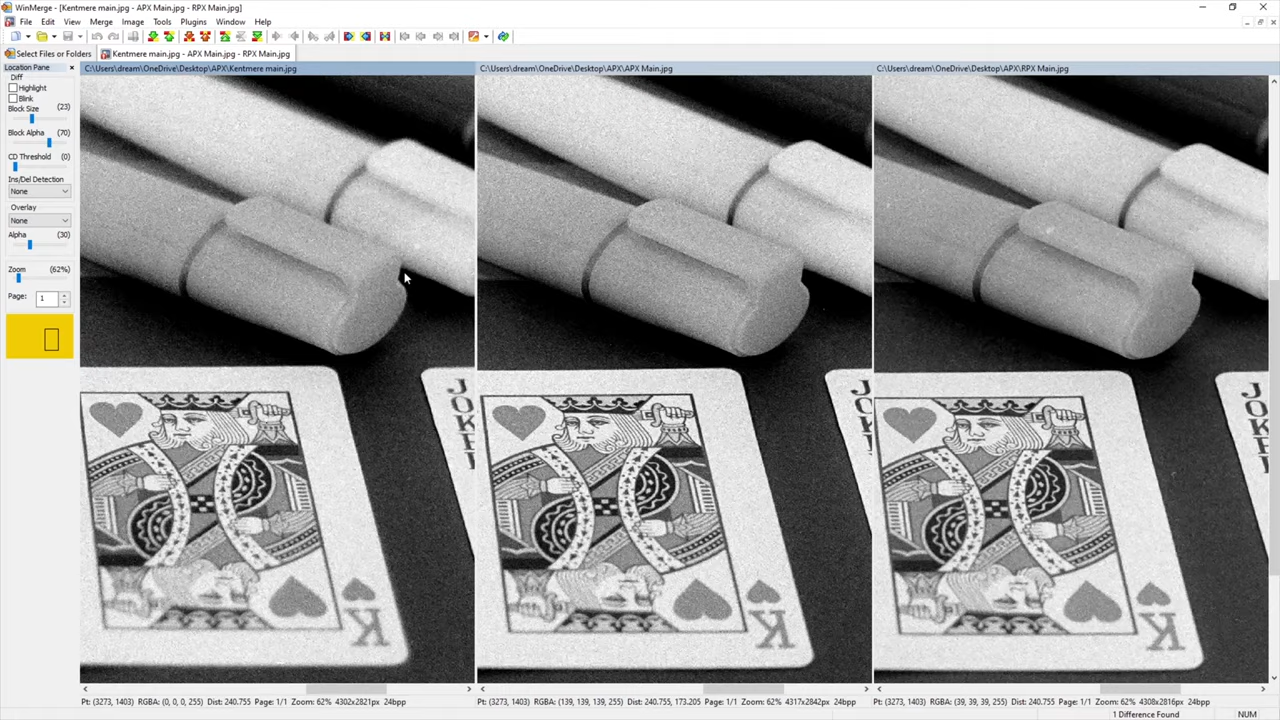 WinMerge - [Kentmere main.jpg - APX Main.jpg - RPX Main.jpg]
File Edit View Merge Image Tools Plugins Window Help
Select Files or Folders Kentmere main.jpg - APX Main.jpg - RPX Main.jpg
Location Pane x
C:\Users\dream\OneDrive\Desktop\APX\Kentmere main.jpg
C:\Users\dream\OneDrive\Desktop\APX\APX Main.jpg
C:\Users\dream\OneDrive\Desktop\APX\RPX Main.jpg
Diff
Highlight
Blink
Block Size (23)
Block Alpha (70)
CD Threshold (0)
Ins/Del Detection
None
Overlay
None
Alpha (30)
Zoom (62%)
Page: 1
JOKER
K
JOKER
K
JOKER
K
Pt: (3273, 1403) RGBA: (0, 0, 0, 255) Dist: 240.755 Page: 1/1 Zoom: 62% 4302x2821px 24bpp
Pt: (3273, 1403) RGBA: (139, 139, 139, 255) Dist: 240.755, 173.205 Page: 1/1 Zoom: 62% 4317x2842px 24bpp
Pt: (3273, 1403) RGBA: (39, 39, 39, 255) Dist: 240.755 Page: 1/1 Zoom: 62% 4308x2816px 24bpp
1 Difference Found NUM